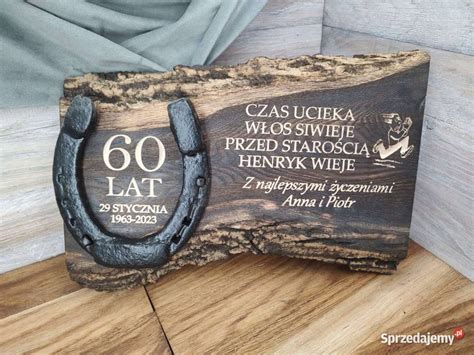 60
LAT
29 STYCZNIA
1963-2023
CZAS UCIEKA
WŁOS SIWIEJE
PRZED STAROŚCIĄ
HENRYK WIEJE
Z najlepszymi życzeniami
Anna i Piotr
Sprzedajemy.pl